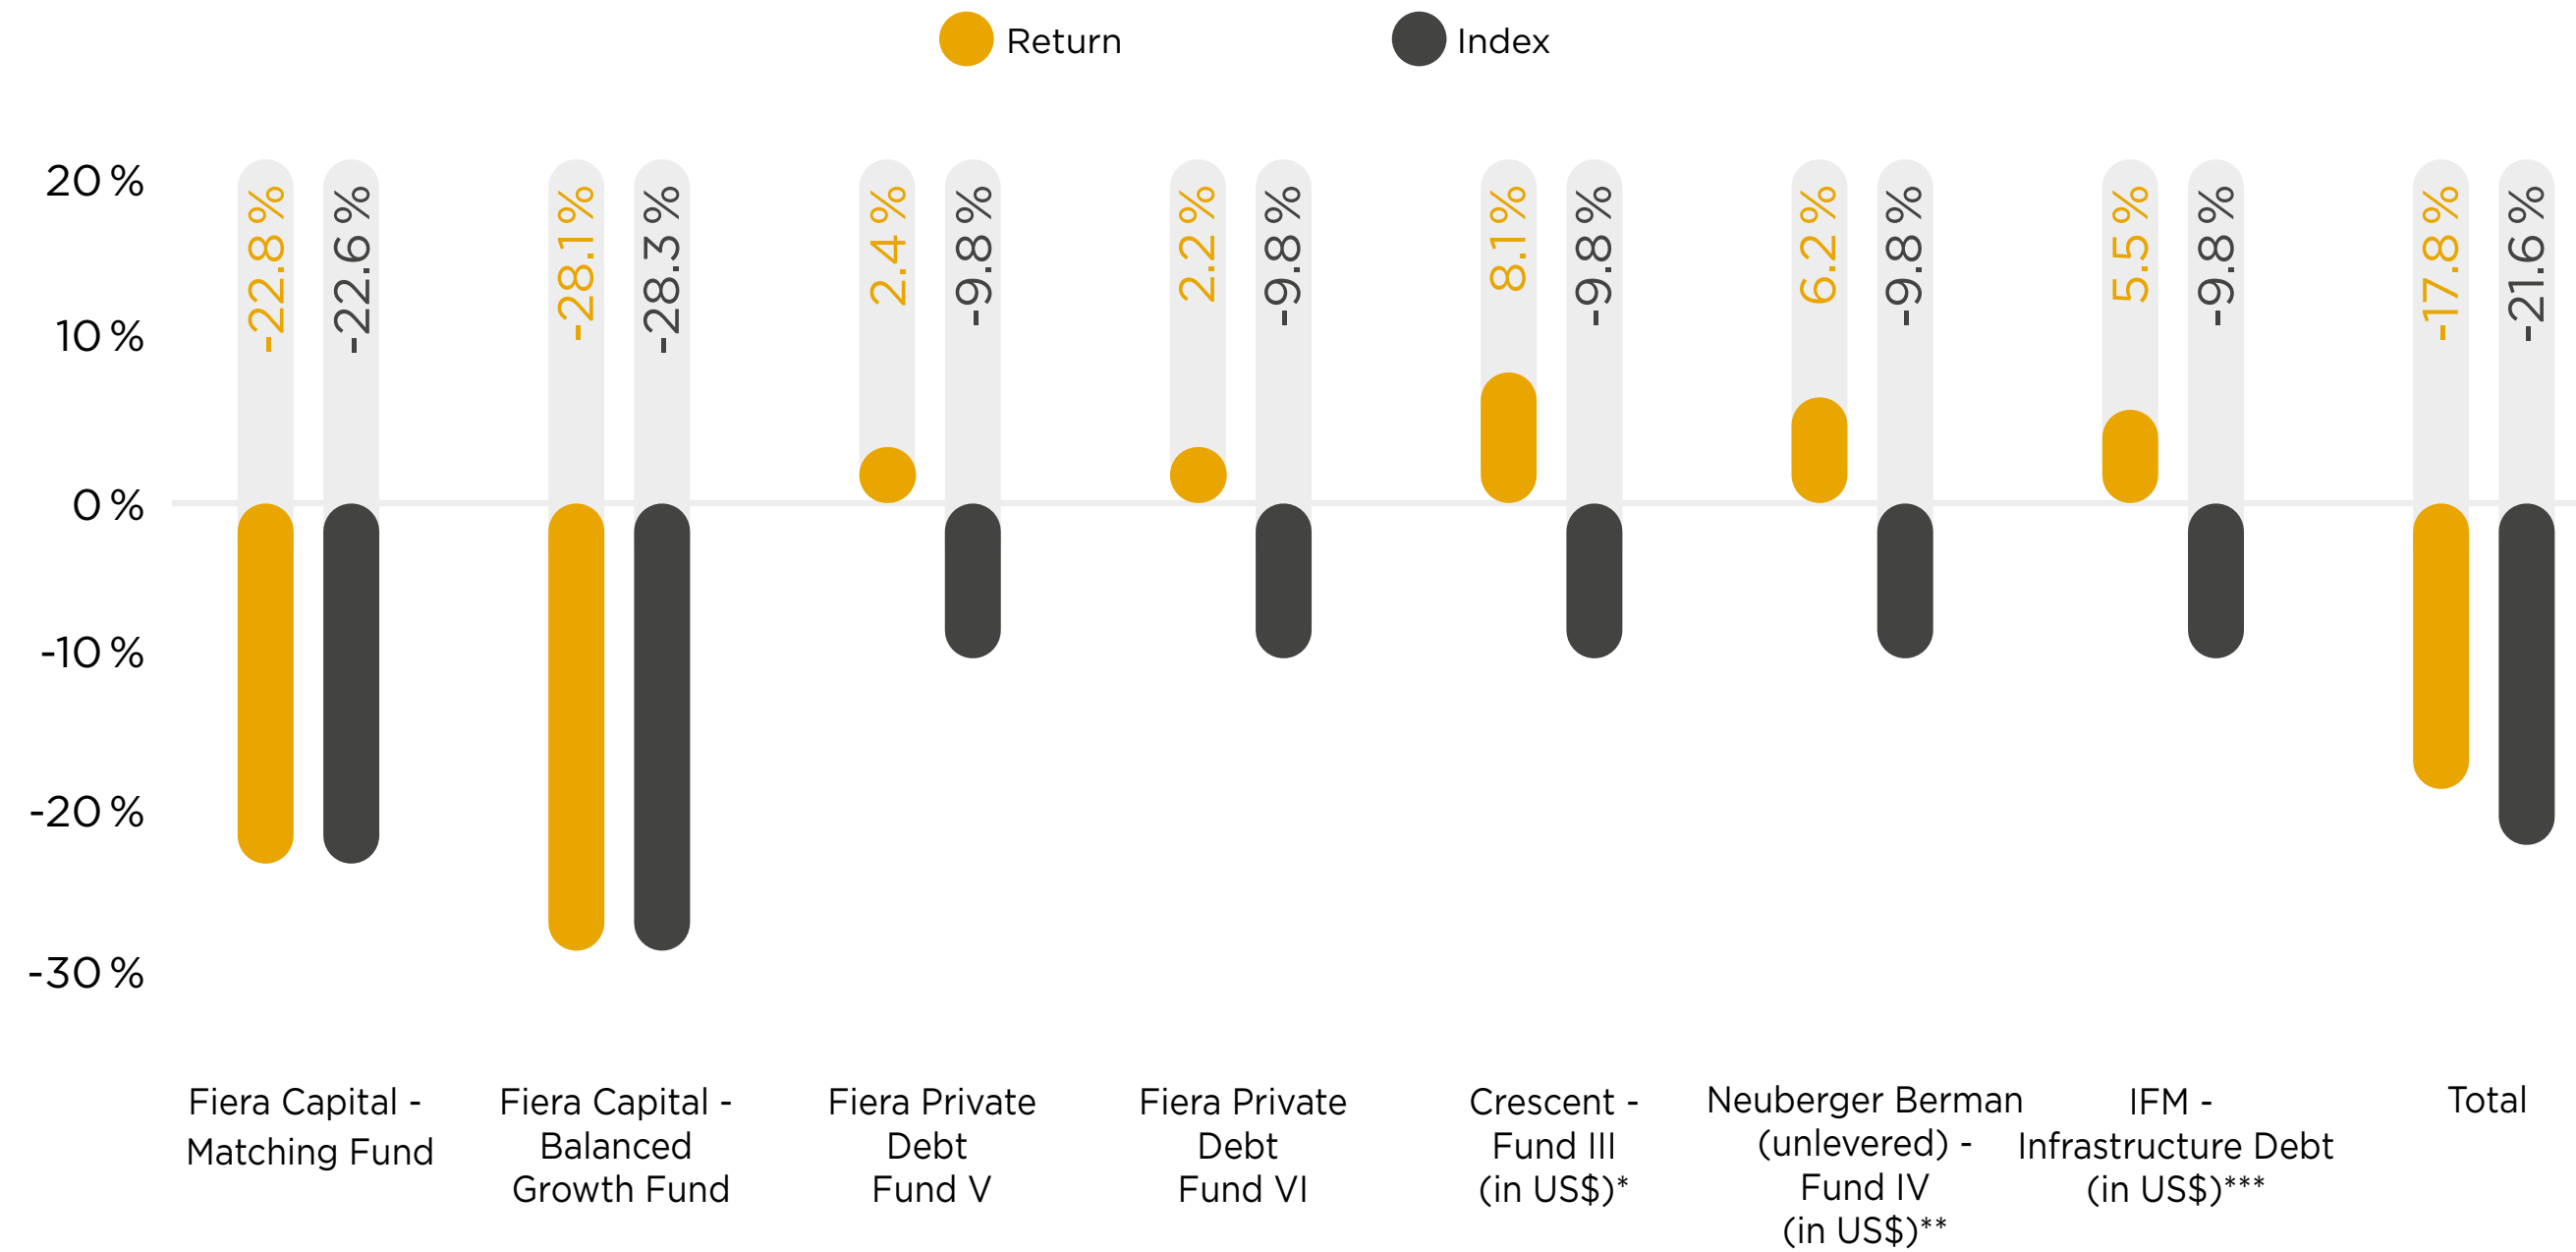 Return
Index
20 %
10 %
0 %
-10 %
-20 %
-30 %
-22.8 %
-22.6 %
-28.1 %
-28.3 %
2.4 %
-9.8 %
2.2 %
-9.8 %
8.1 %
-9.8 %
6.2 %
-9.8 %
5.5 %
-9.8 %
-17.8 %
-21.6 %
Fiera Capital -
Matching Fund
Fiera Capital -
Balanced
Growth Fund
Fiera Private
Debt
Fund V
Fiera Private
Debt
Fund VI
Crescent -
Fund III
(in US$)*
Neuberger Berman
(unlevered) -
Fund IV
(in US$)**
IFM -
Infrastructure Debt
(in US$)***
Total